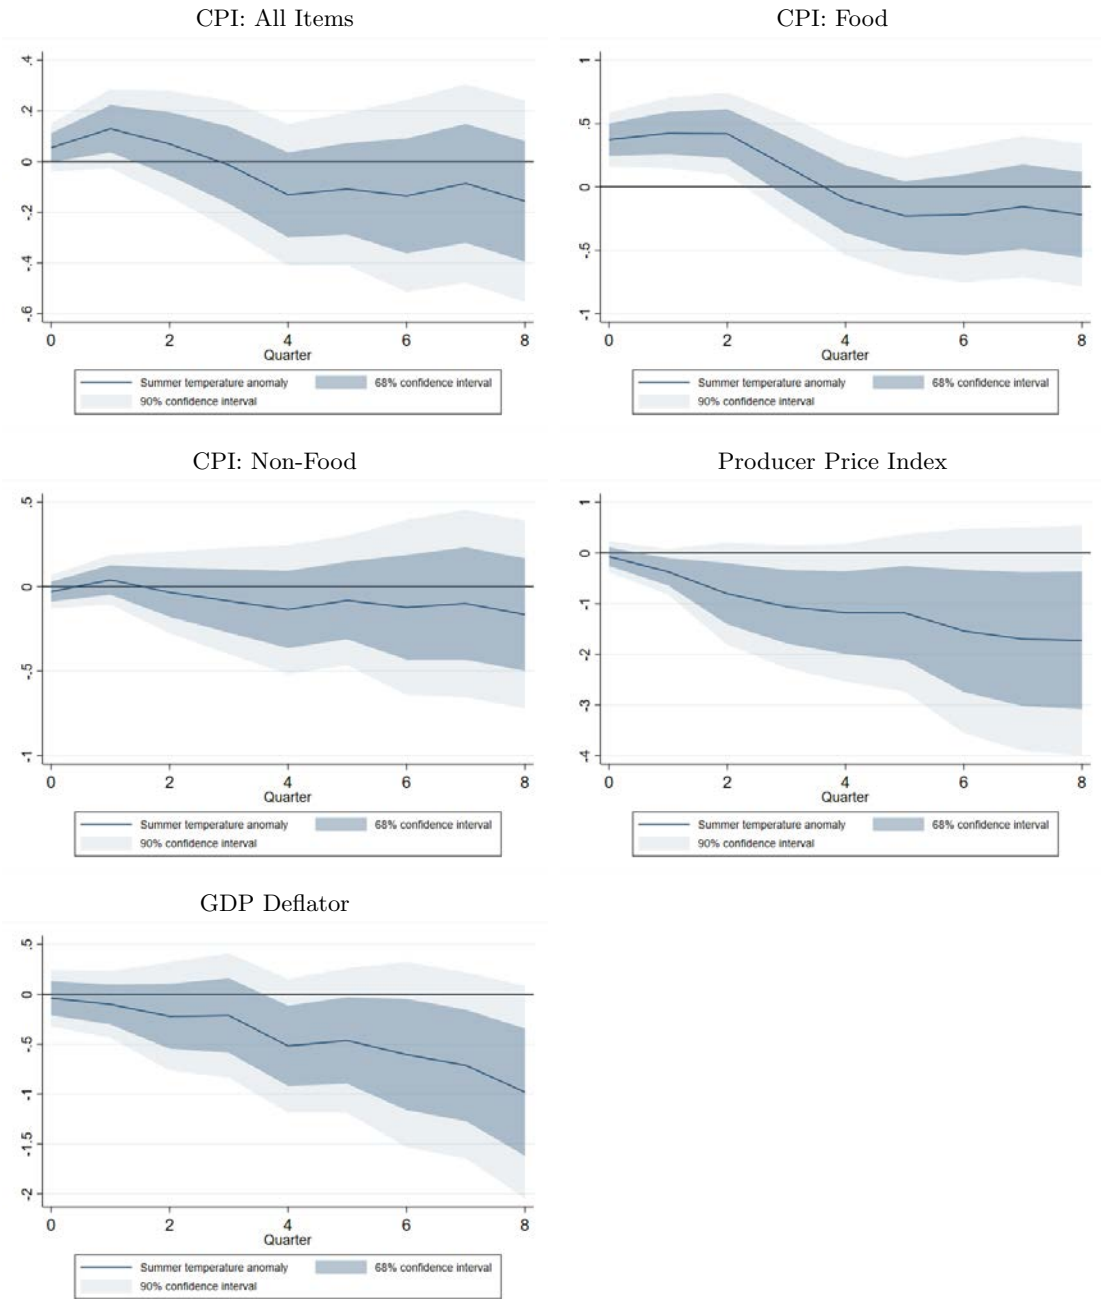 CPI: All Items
.4
.2
0
-.2
-.4
-.6
0 2 4 6 8
Quarter
Summer temperature anomaly 68% confidence interval
90% confidence interval
CPI: Food
1
.5
0
-.5
-1
0 2 4 6 8
Quarter
Summer temperature anomaly 68% confidence interval
90% confidence interval
CPI: Non-Food
.5
0
-.5
-1
0 2 4 6 8
Quarter
Summer temperature anomaly 68% confidence interval
90% confidence interval
Producer Price Index
1
0
-1
-2
-3
-4
0 2 4 6 8
Quarter
Summer temperature anomaly 68% confidence interval
90% confidence interval
GDP Deflator
.5
0
-.5
-1
-1.5
-2
0 2 4 6 8
Quarter
Summer temperature anomaly 68% confidence interval
90% confidence interval